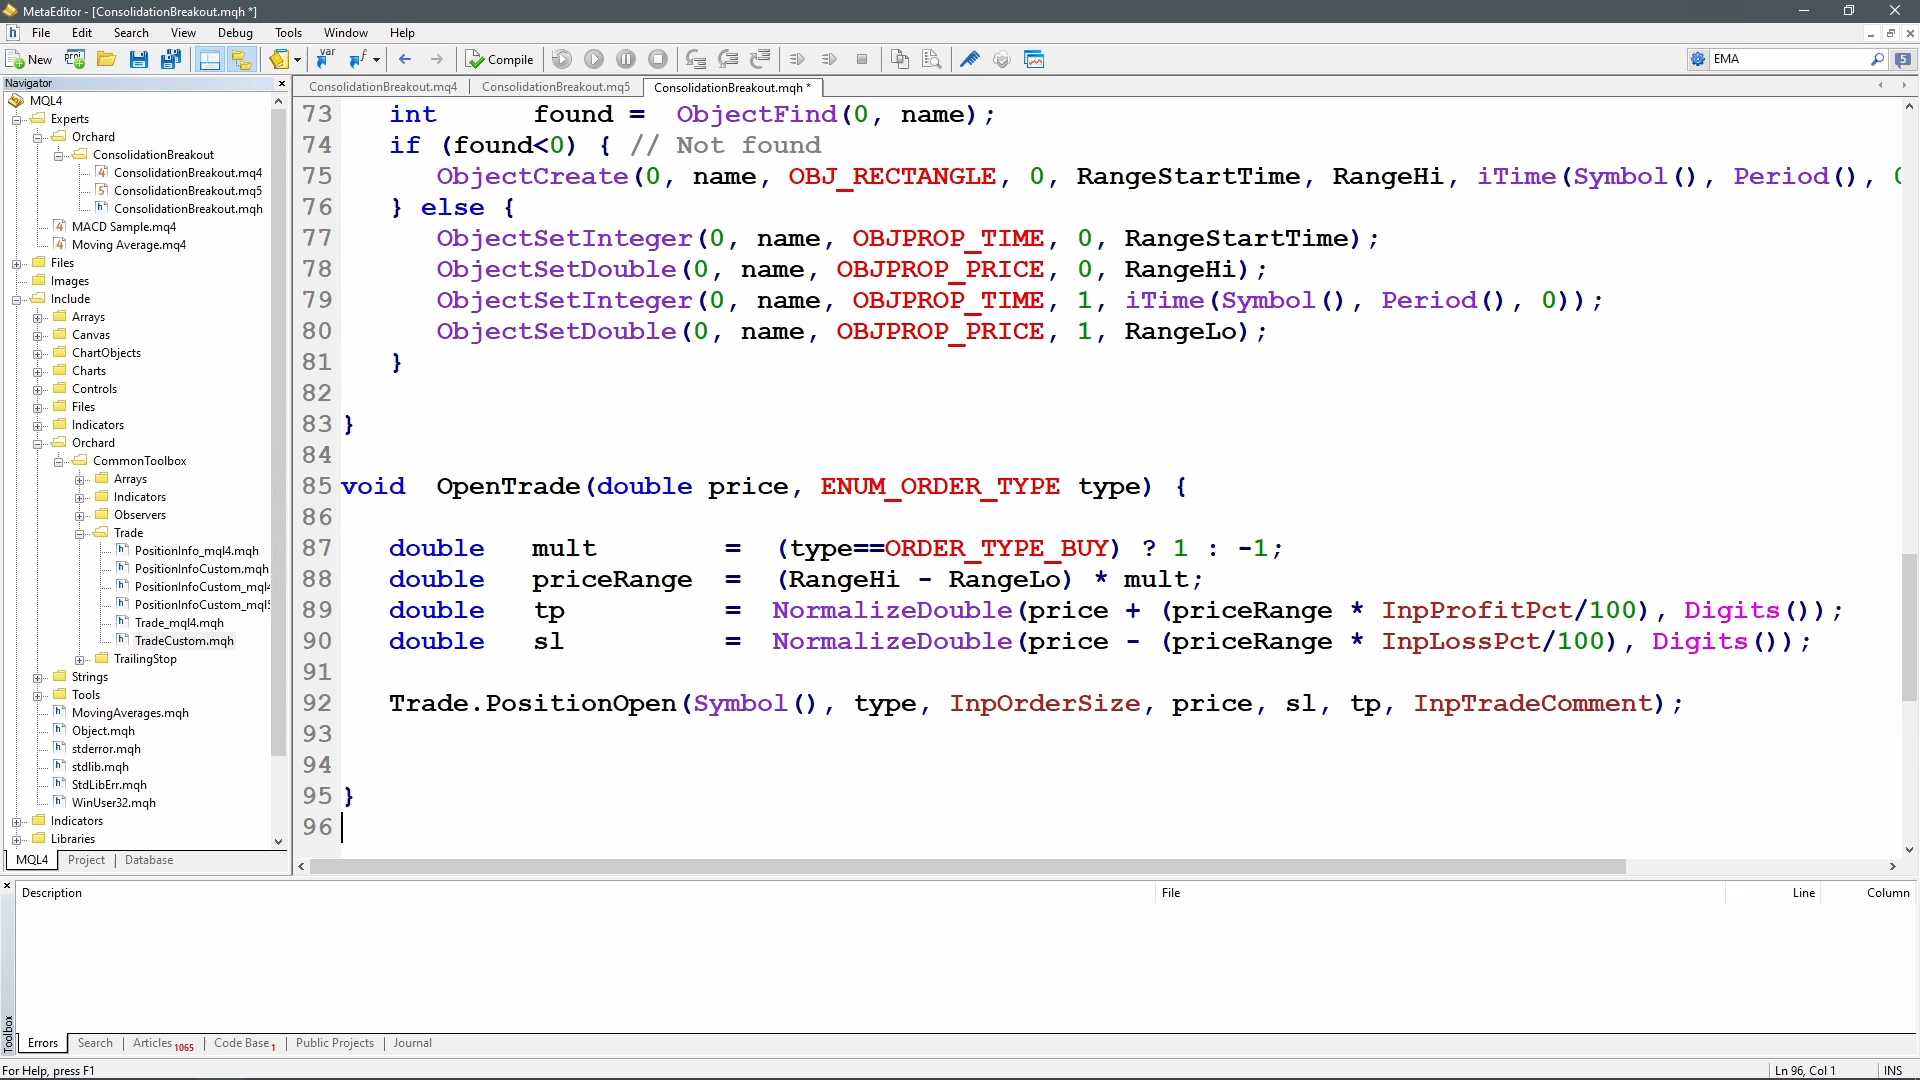 MetaEditor - [ConsolidationBreakout.mqh *]
File Edit Search View Debug Tools Window Help
New Compile EMA 5
Navigator
MQL4
Experts
Orchard
ConsolidationBreakout
ConsolidationBreakout.mq4
ConsolidationBreakout.mq5
ConsolidationBreakout.mqh
MACD Sample.mq4
Moving Average.mq4
Files
Images
Include
Arrays
Canvas
ChartObjects
Charts
Controls
Files
Indicators
Orchard
CommonToolbox
Arrays
Indicators
Observers
Trade
PositionInfo_mql4.mqh
PositionInfoCustom.mqh
PositionInfoCustom_mql4
PositionInfoCustom_mql5
Trade_mql4.mqh
TradeCustom.mqh
TrailingStop
Strings
Tools
MovingAverages.mqh
Object.mqh
stderror.mqh
stdlib.mqh
StdLibErr.mqh
WinUser32.mqh
Indicators
Libraries
MQL4 Project Database
ConsolidationBreakout.mq4 ConsolidationBreakout.mq5 ConsolidationBreakout.mqh *
73 int found = ObjectFind(0, name);
74 if (found<0) { // Not found
75 ObjectCreate(0, name, OBJ_RECTANGLE, 0, RangeStartTime, RangeHi, iTime(Symbol(), Period(), 0
76 } else {
77 ObjectSetInteger(0, name, OBJPROP_TIME, 0, RangeStartTime);
78 ObjectSetDouble(0, name, OBJPROP_PRICE, 0, RangeHi);
79 ObjectSetInteger(0, name, OBJPROP_TIME, 1, iTime(Symbol(), Period(), 0));
80 ObjectSetDouble(0, name, OBJPROP_PRICE, 1, RangeLo);
81 }
82
83 }
84
85 void OpenTrade(double price, ENUM_ORDER_TYPE type) {
86
87 double mult = (type==ORDER_TYPE_BUY) ? 1 : -1;
88 double priceRange = (RangeHi - RangeLo) * mult;
89 double tp = NormalizeDouble(price + (priceRange * InpProfitPct/100), Digits());
90 double sl = NormalizeDouble(price - (priceRange * InpLossPct/100), Digits());
91
92 Trade.PositionOpen(Symbol(), type, InpOrderSize, price, sl, tp, InpTradeComment);
93
94
95 }
96
Description File Line Column
Toolbox
Errors Search Articles 1065 Code Base 1 Public Projects Journal
For Help, press F1 Ln 96, Col 1 INS